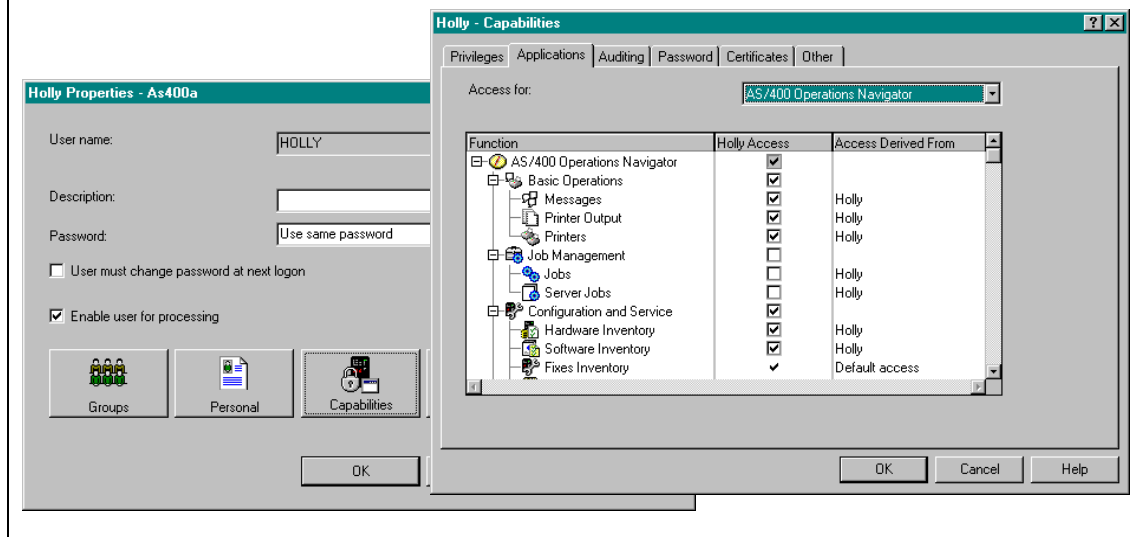 Holly Properties - As400a
User name:
HOLLY
Description:
Password:
Use same password
User must change password at next logon
Enable user for processing
Groups
Personal
Capabilities
OK
Holly - Capabilities
Privileges Applications Auditing Password Certificates Other
Access for:
AS/400 Operations Navigator
Function Holly Access Access Derived From
AS/400 Operations Navigator
Basic Operations
Messages Holly
Printer Output Holly
Printers Holly
Job Management
Jobs Holly
Server Jobs Holly
Configuration and Service
Hardware Inventory Holly
Software Inventory Holly
Fixes Inventory Default access
OK Cancel Help